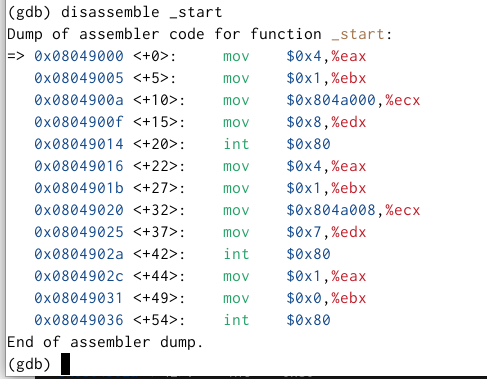 (gdb) disassemble _start
Dump of assembler code for function _start:
=> 0x08049000 <+0>:     mov    $0x4,%eax
   0x08049005 <+5>:     mov    $0x1,%ebx
   0x0804900a <+10>:    mov    $0x804a000,%ecx
   0x0804900f <+15>:    mov    $0x8,%edx
   0x08049014 <+20>:    int    $0x80
   0x08049016 <+22>:    mov    $0x4,%eax
   0x0804901b <+27>:    mov    $0x1,%ebx
   0x08049020 <+32>:    mov    $0x804a008,%ecx
   0x08049025 <+37>:    mov    $0x7,%edx
   0x0804902a <+42>:    int    $0x80
   0x0804902c <+44>:    mov    $0x1,%eax
   0x08049031 <+49>:    mov    $0x0,%ebx
   0x08049036 <+54>:    int    $0x80
End of assembler dump.
(gdb)